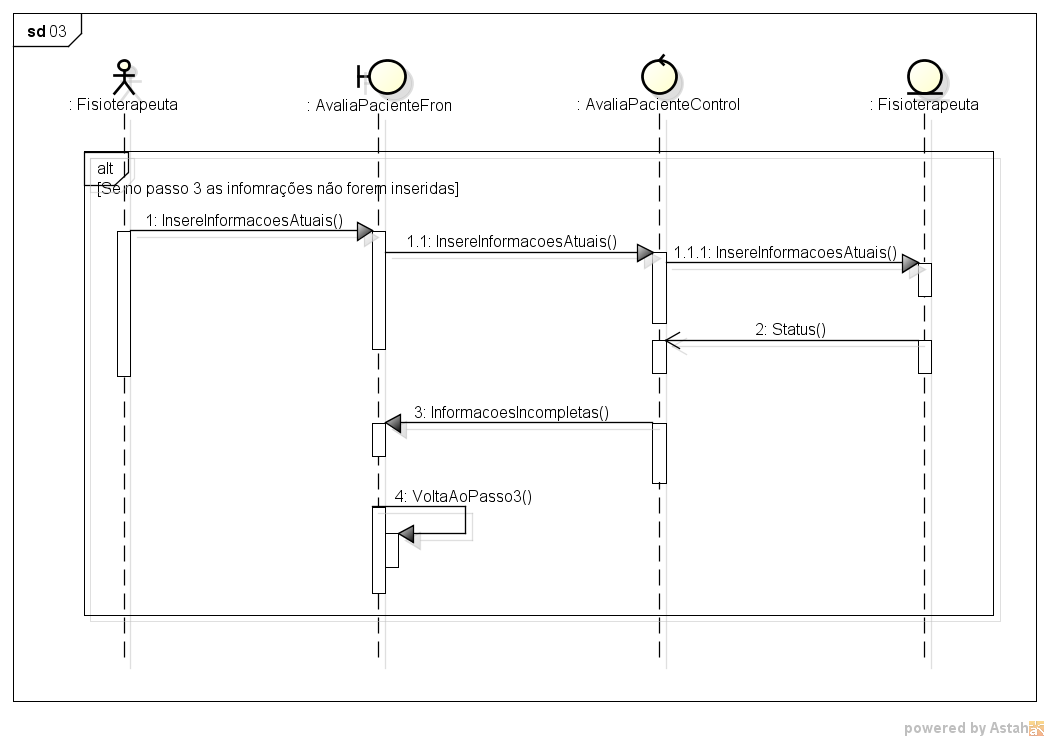 sd 03
: Fisioterapeuta
: AvaliaPacienteFron
: AvaliaPacienteControl
: Fisioterapeuta
alt
[Se no passo 3 as infomrações não forem inseridas]
1: InsereInformacoesAtuais()
1.1: InsereInformacoesAtuais()
1.1.1: InsereInformacoesAtuais()
2: Status()
3: InformacoesIncompletas()
4: VoltaAoPasso3()
powered by Astah